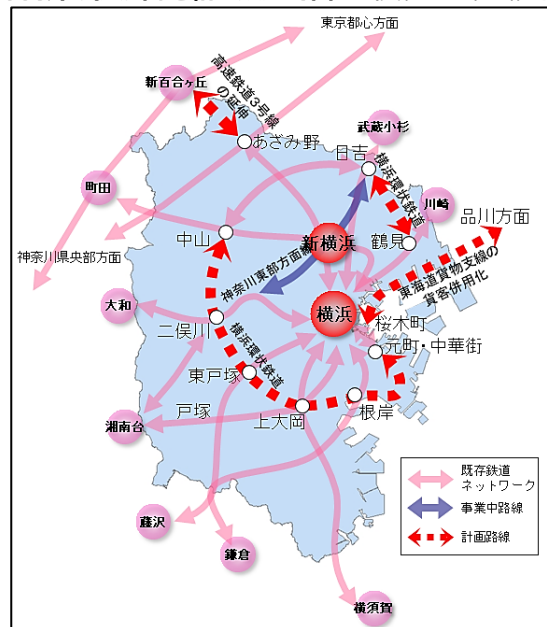 東京都心方面
新百合ヶ丘
高速鉄道3号線
の延伸
あざみ野
武蔵小杉
日吉
横浜環状鉄道
町田
川崎
品川方面
中山
新横浜
鶴見
神奈川県央部方面
神奈川東部方面線
東海道貨物支線の
貨客併用化
大和
横浜
桜木町
二俣川
元町・中華街
横浜環状鉄道
東戸塚
戸塚
上大岡
根岸
湘南台
既存鉄道
ネットワーク
事業中路線
計画路線
藤沢
鎌倉
横須賀